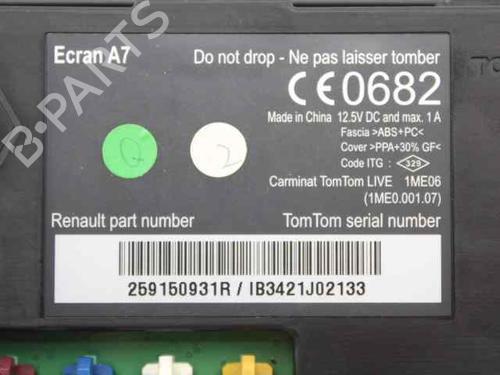 B-PARTS
Ecran A7
Do not drop - Ne pas laisser tomber
CE0682
Made in China 12.5V DC and max. 1 A
Fascia >ABS+PC<
Cover >PPA+30% GF<
Code ITG : 329
Carminat TomTom LIVE 1ME06
(1ME0.001.07)
0
2
Renault part number
TomTom serial number
259150931R / IB3421J02133